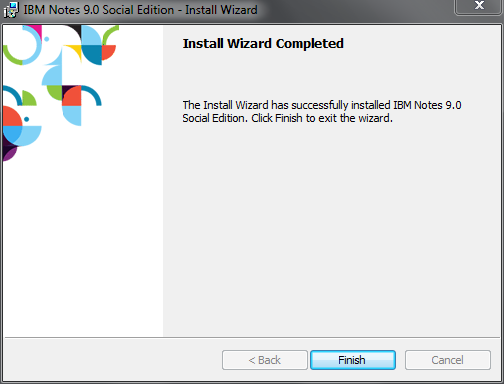 IBM Notes 9.0 Social Edition - Install Wizard
Install Wizard Completed
The Install Wizard has successfully installed IBM Notes 9.0
Social Edition. Click Finish to exit the wizard.
< Back
Finish
Cancel